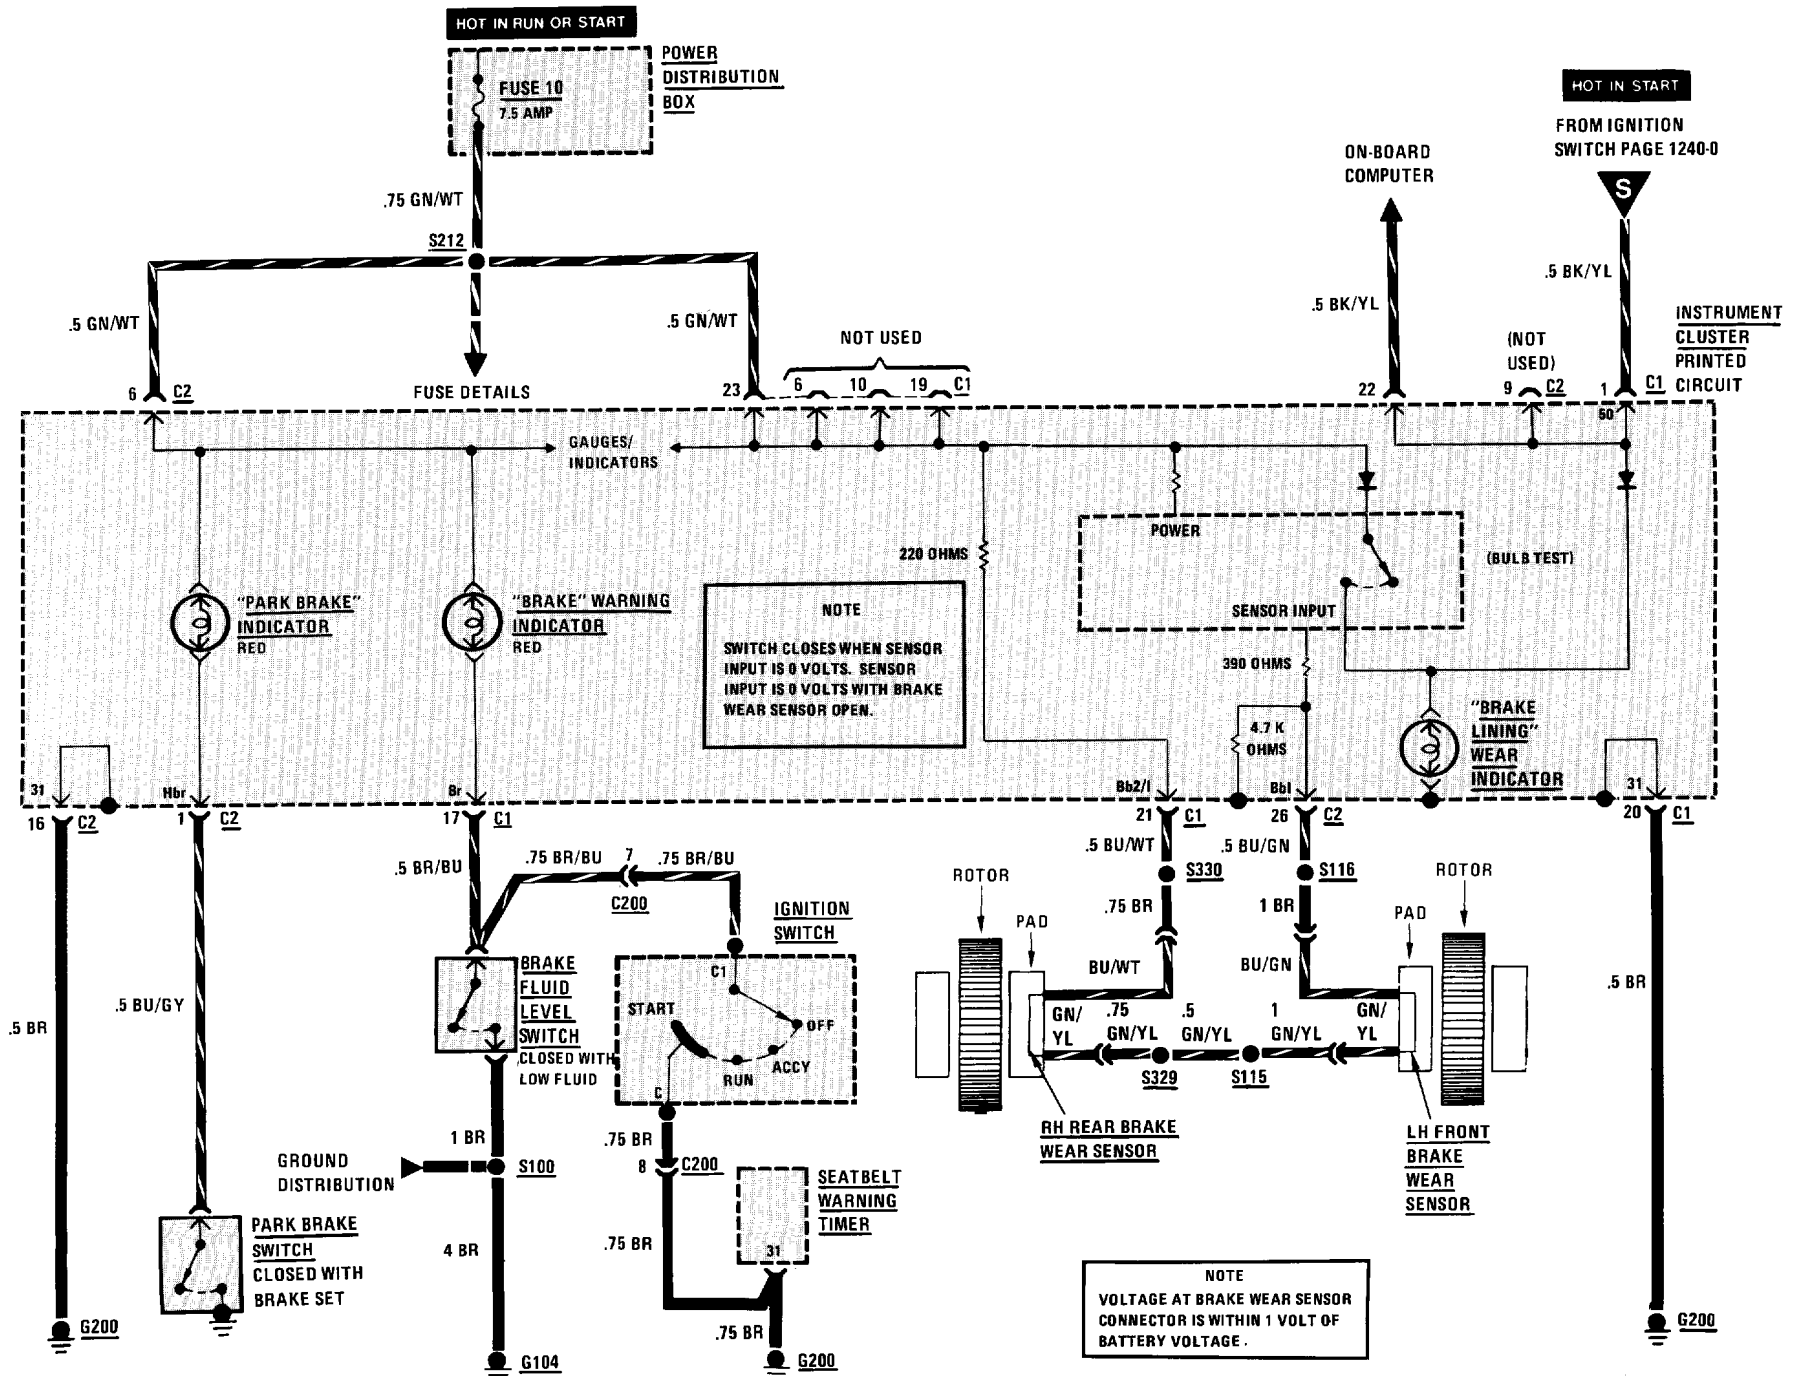 HOT IN RUN OR START
POWER
DISTRIBUTION
BOX
FUSE 10
7.5 AMP
HOT IN START
FROM IGNITION
SWITCH PAGE 1240-0
S
ON-BOARD
COMPUTER
.75 GN/WT
S212
.5 GN/WT
.5 GN/WT
.5 BK/YL
.5 BK/YL
INSTRUMENT
CLUSTER
PRINTED
CIRCUIT
NOT USED
(NOT
USED)
FUSE DETAILS
6 C2
23
6 10 19 C1
22
9 C2
1 C1
50
GAUGES/
INDICATORS
POWER
220 OHMS
(BULB TEST)
SENSOR INPUT
"PARK BRAKE"
INDICATOR
RED
"BRAKE" WARNING
INDICATOR
RED
NOTE
SWITCH CLOSES WHEN SENSOR
INPUT IS 0 VOLTS. SENSOR
INPUT IS 0 VOLTS WITH BRAKE
WEAR SENSOR OPEN.
390 OHMS
4.7 K
OHMS
"BRAKE
LINING"
WEAR
INDICATOR
31
Hbr
Br
Bb2/l
Bbl
31
16 C2
1 C2
17 C1
21 C1
26 C2
20 C1
.5 BR/BU
.75 BR/BU
7
.75 BR/BU
C200
IGNITION
SWITCH
.5 BU/WT
.5 BU/GN
S330
S116
ROTOR
PAD
.75 BR
1 BR
PAD
ROTOR
BU/WT
BU/GN
BRAKE
FLUID
LEVEL
SWITCH
CLOSED WITH
LOW FLUID
C1
START
OFF
ACCY
RUN
C
.5 BR
.5 BU/GY
.5 BR
GN/
YL
.75
GN/YL
.5
GN/YL
1
GN/YL
GN/
YL
S329
S115
RH REAR BRAKE
WEAR SENSOR
LH FRONT
BRAKE
WEAR
SENSOR
1 BR
GROUND
DISTRIBUTION
S100
.75 BR
8 C200
SEATBELT
WARNING
TIMER
31
4 BR
.75 BR
PARK BRAKE
SWITCH
CLOSED WITH
BRAKE SET
NOTE
VOLTAGE AT BRAKE WEAR SENSOR
CONNECTOR IS WITHIN 1 VOLT OF
BATTERY VOLTAGE.
G200
.75 BR
G104
G200
G200